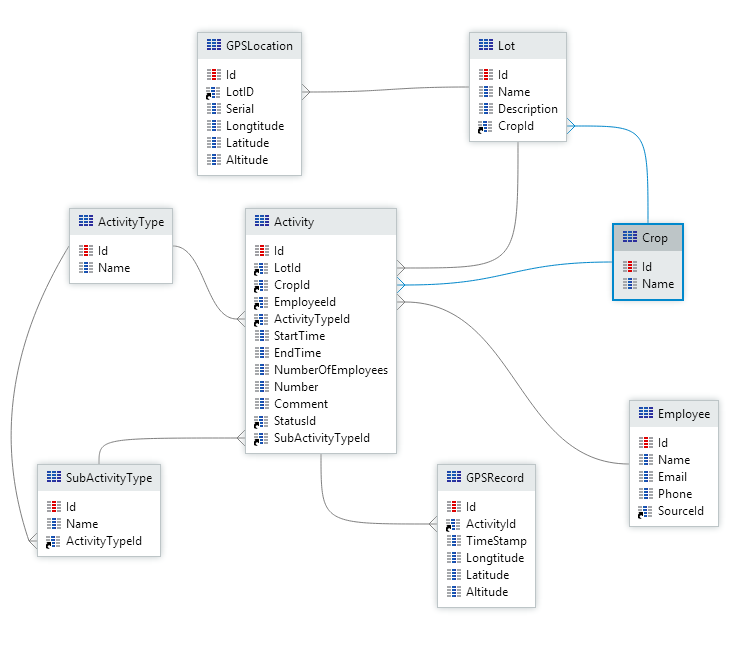 GPSLocation
Id
LotID
Serial
Longtitude
Latitude
Altitude
Lot
Id
Name
Description
CropId
ActivityType
Id
Name
Activity
Id
LotId
CropId
EmployeeId
ActivityTypeId
StartTime
EndTime
NumberOfEmployees
Number
Comment
StatusId
SubActivityTypeId
Crop
Id
Name
Employee
Id
Name
Email
Phone
SourceId
SubActivityType
Id
Name
ActivityTypeId
GPSRecord
Id
ActivityId
TimeStamp
Longtitude
Latitude
Altitude